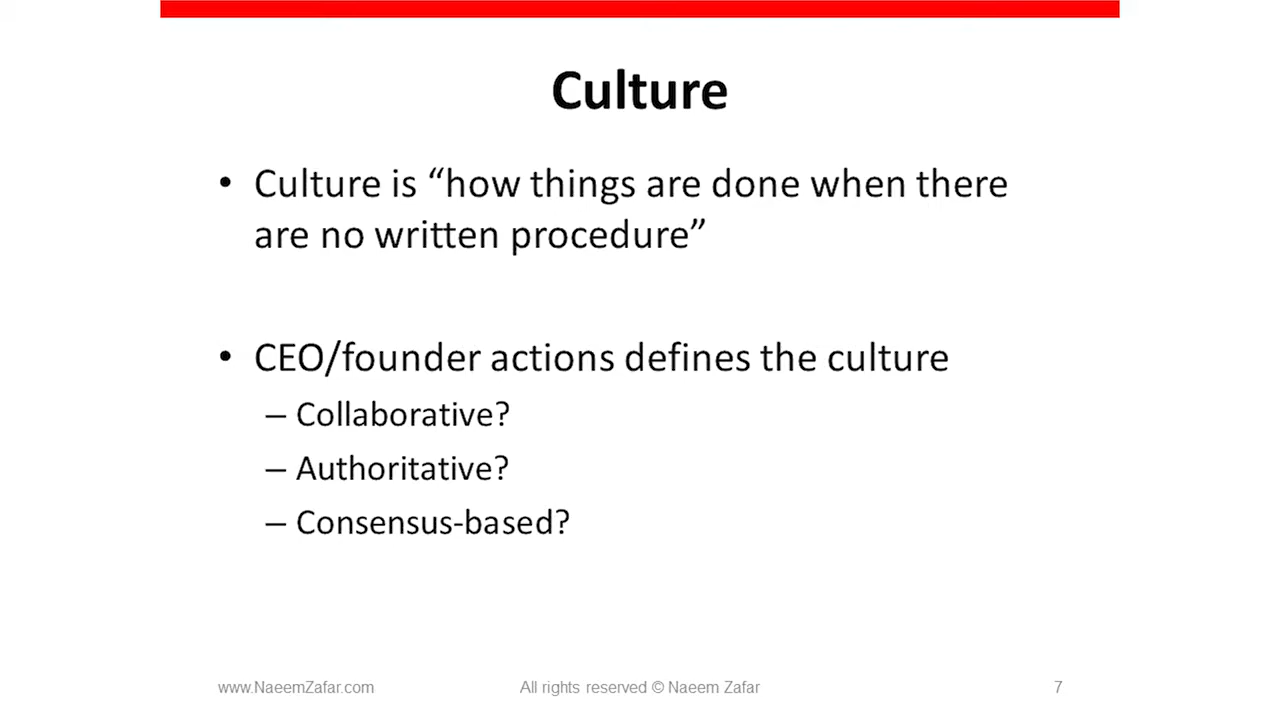 Culture
• Culture is “how things are done when there
are no written procedure”
• CEO/founder actions defines the culture
– Collaborative?
– Authoritative?
– Consensus-based?
www.NaeemZafar.com
All rights reserved © Naeem Zafar
7